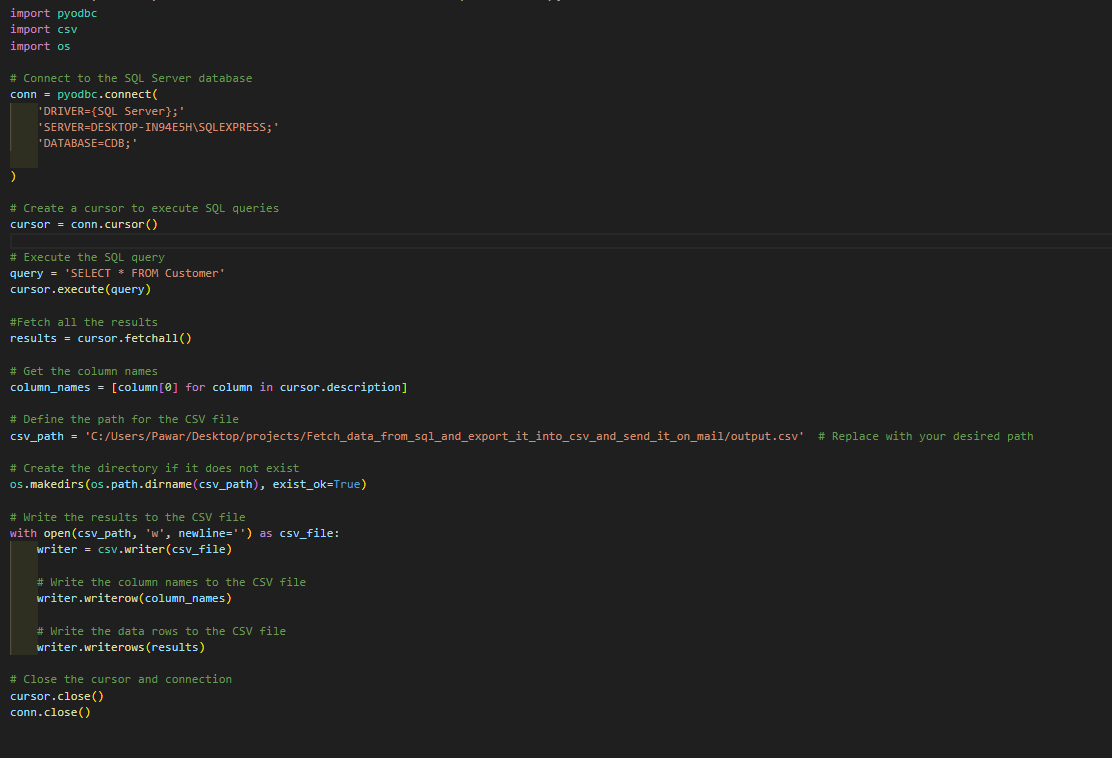 import pyodbc
import csv
import os
# Connect to the SQL Server database
conn = pyodbc.connect(
'DRIVER={SQL Server};'
'SERVER=DESKTOP-IN94E5H\SQLEXPRESS;'
'DATABASE=CDB;'
)
# Create a cursor to execute SQL queries
cursor = conn.cursor()
# Execute the SQL query
query = 'SELECT * FROM Customer'
cursor.execute(query)
#Fetch all the results
results = cursor.fetchall()
# Get the column names
column_names = [column[0] for column in cursor.description]
# Define the path for the CSV file
csv_path = 'C:/Users/Pawar/Desktop/projects/Fetch_data_from_sql_and_export_it_into_csv_and_send_it_on_mail/output.csv'  # Replace with your desired path
# Create the directory if it does not exist
os.makedirs(os.path.dirname(csv_path), exist_ok=True)
# Write the results to the CSV file
with open(csv_path, 'w', newline='') as csv_file:
writer = csv.writer(csv_file)
# Write the column names to the CSV file
writer.writerow(column_names)
# Write the data rows to the CSV file
writer.writerows(results)
# Close the cursor and connection
cursor.close()
conn.close()